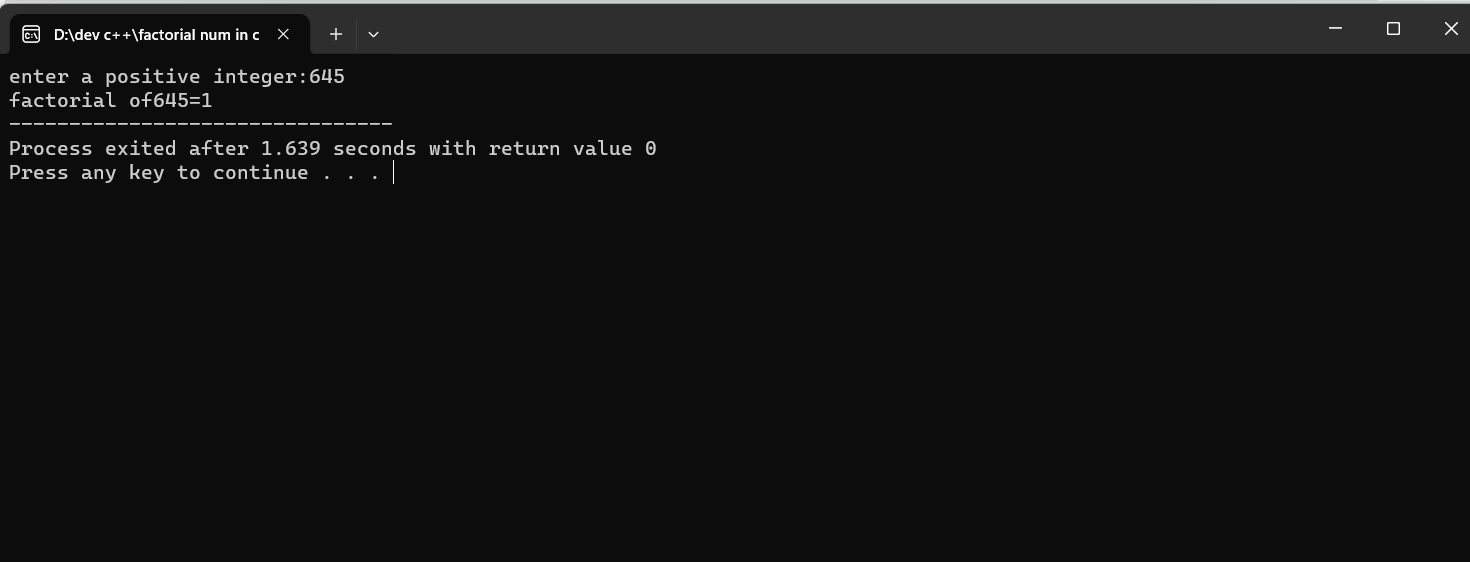 D:\dev c++\factorial num in c
enter a positive integer:645
factorial of645=1
--------------------------------
Process exited after 1.639 seconds with return value 0
Press any key to continue . . .